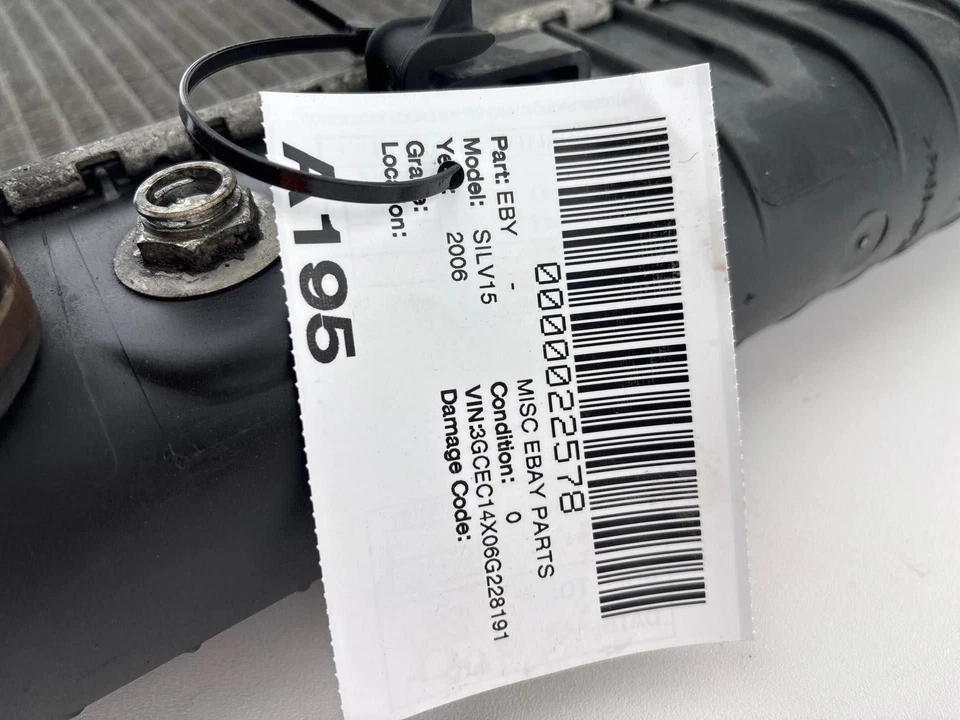 0000022578
Part: EBY - MISC EBAY PARTS
Model: SILV15 Condition: 0
Year: 2006 VIN:3GCEC14X06G228191
Grade: Damage Code:
Location:
A195